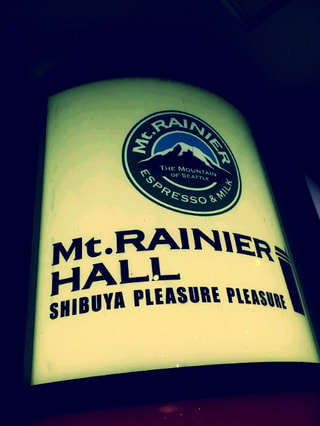 Mt.RAINIER
THE MOUNTAIN
OF SEATTLE
ESPRESSO & MILK
Mt.RAINIER
HALL
SHIBUYA PLEASURE PLEASURE